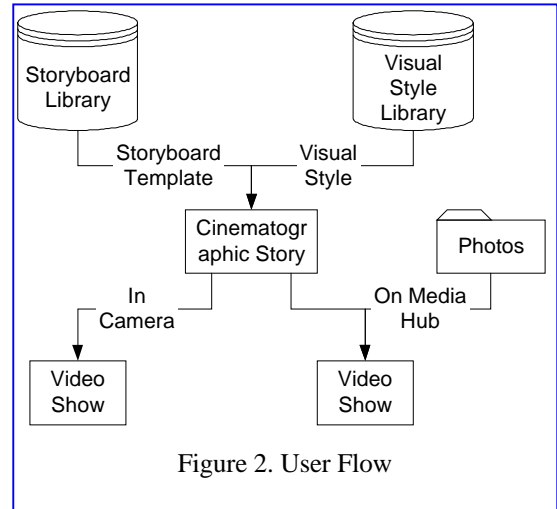 Storyboard
Library
Visual
Style
Library
Storyboard
Template
Visual
Style
Cinematogr
aphic Story
Photos
In
Camera
On Media
Hub
Video
Show
Video
Show
Figure 2. User Flow